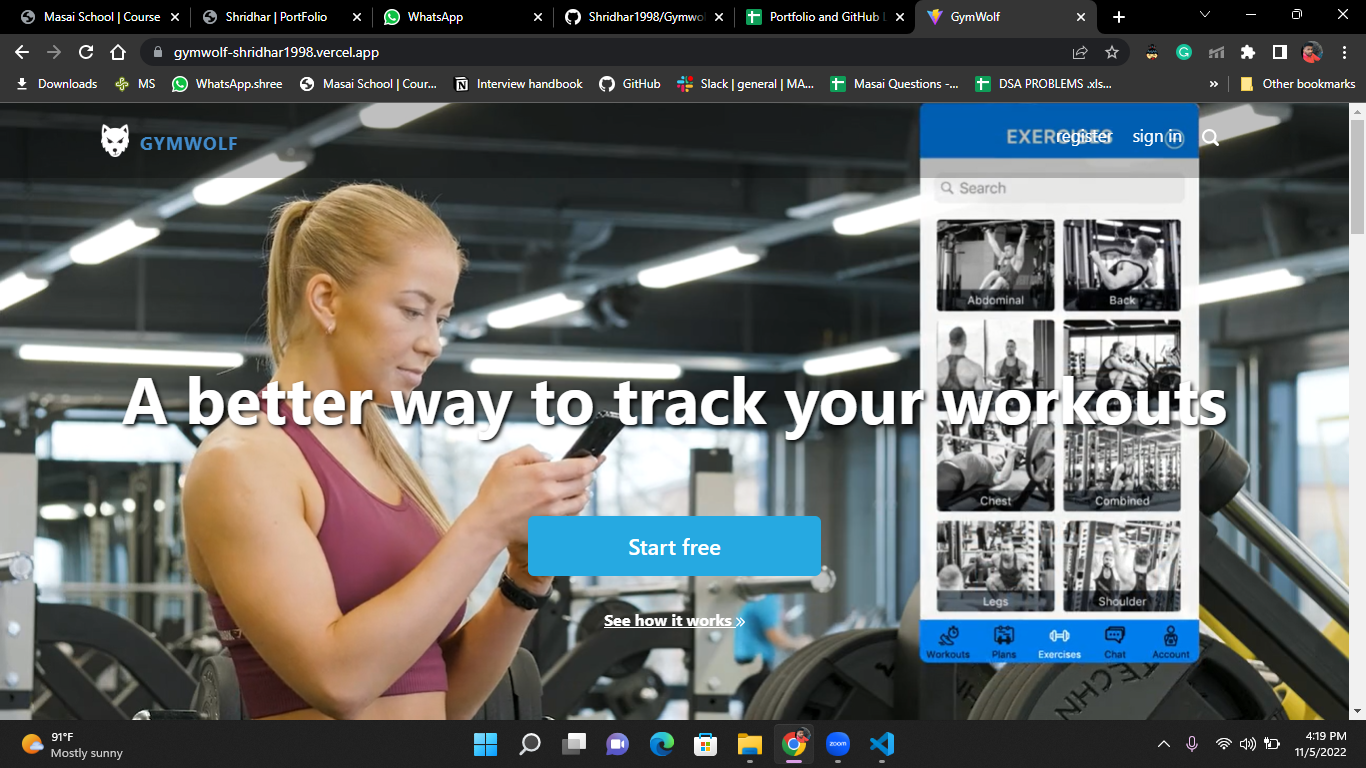 Masai School | Course
Shridhar | PortFolio
WhatsApp
Shridhar1998/Gymwol
Portfolio and GitHub L
GymWolf
gymwolf-shridhar1998.vercel.app
Downloads
MS
WhatsApp.shree
Masai School | Cour...
Interview handbook
GitHub
Slack | general | MA...
Masai Questions -...
DSA PROBLEMS .xls...
»
Other bookmarks
GYMWOLF
EXERCISES
register
sign in
Search
Abdominal
Back
A better way to track your workouts
Chest
Combined
Start free
Legs
Shoulder
See how it works »
Workouts
Plans
Exercises
Chat
Account
TECHN
91°F
Mostly sunny
zoom
4:19 PM
11/5/2022